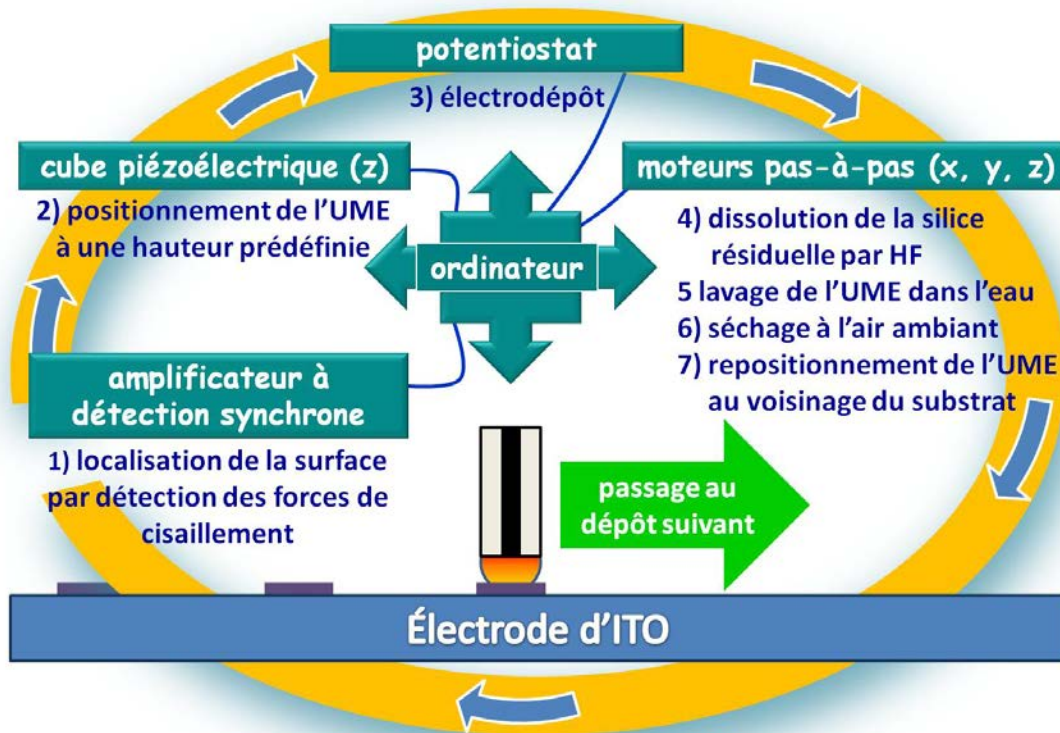 potentiostat
3) électrodépôt
cube piézoélectrique (z)
2) positionnement de l'UME
à une hauteur prédéfinie
moteurs pas-à-pas (x, y, z)
4) dissolution de la silice
résiduelle par HF
5 lavage de l'UME dans l'eau
6) séchage à l'air ambiant
7) repositionnement de l'UME
au voisinage du substrat
ordinateur
amplificateur à
détection synchrone
1) localisation de la surface
par détection des forces de
cisaillement
passage au
dépôt suivant
Électrode d'ITO